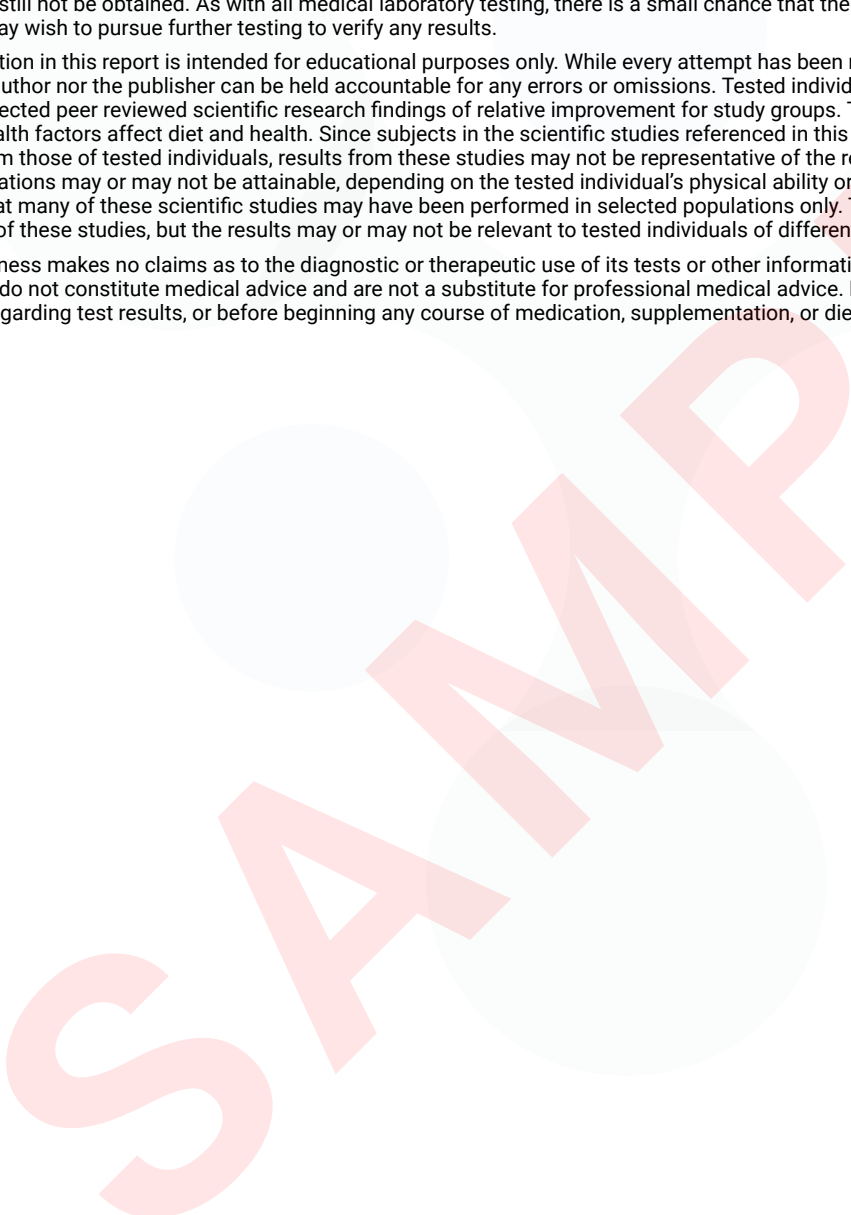 still not be obtained. As with all medical laboratory testing, there is a small chance that the
ay wish to pursue further testing to verify any results.
tion in this report is intended for educational purposes only. While every attempt has been
author nor the publisher can be held accountable for any errors or omissions. Tested individ
ected peer reviewed scientific research findings of relative improvement for study groups.
alth factors affect diet and health. Since subjects in the scientific studies referenced in this
m those of tested individuals, results from these studies may not be representative of the
ations may or may not be attainable, depending on the tested individual's physical ability or
at many of these scientific studies may have been performed in selected populations only.
of these studies, but the results may or may not be relevant to tested individuals of differen
ness makes no claims as to the diagnostic or therapeutic use of its tests or other informati
do not constitute medical advice and are not a substitute for professional medical advice.
garding test results, or before beginning any course of medication, supplementation, or die
SAMP